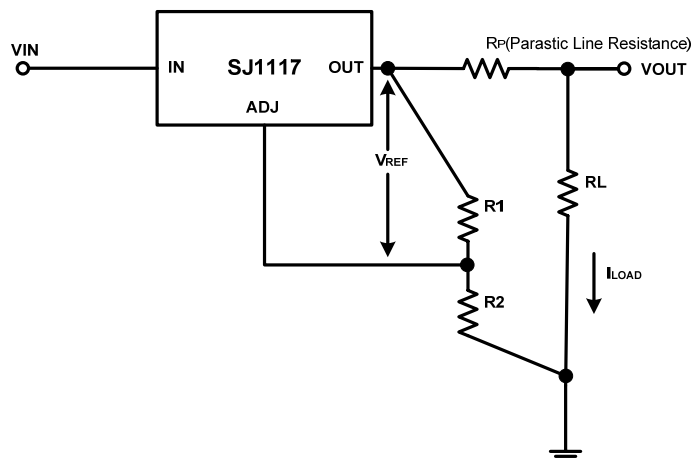 VIN
IN
SJ1117
OUT
ADJ
RP(Parastic Line Resistance)
VOUT
VREF
R1
RL
R2
ILOAD